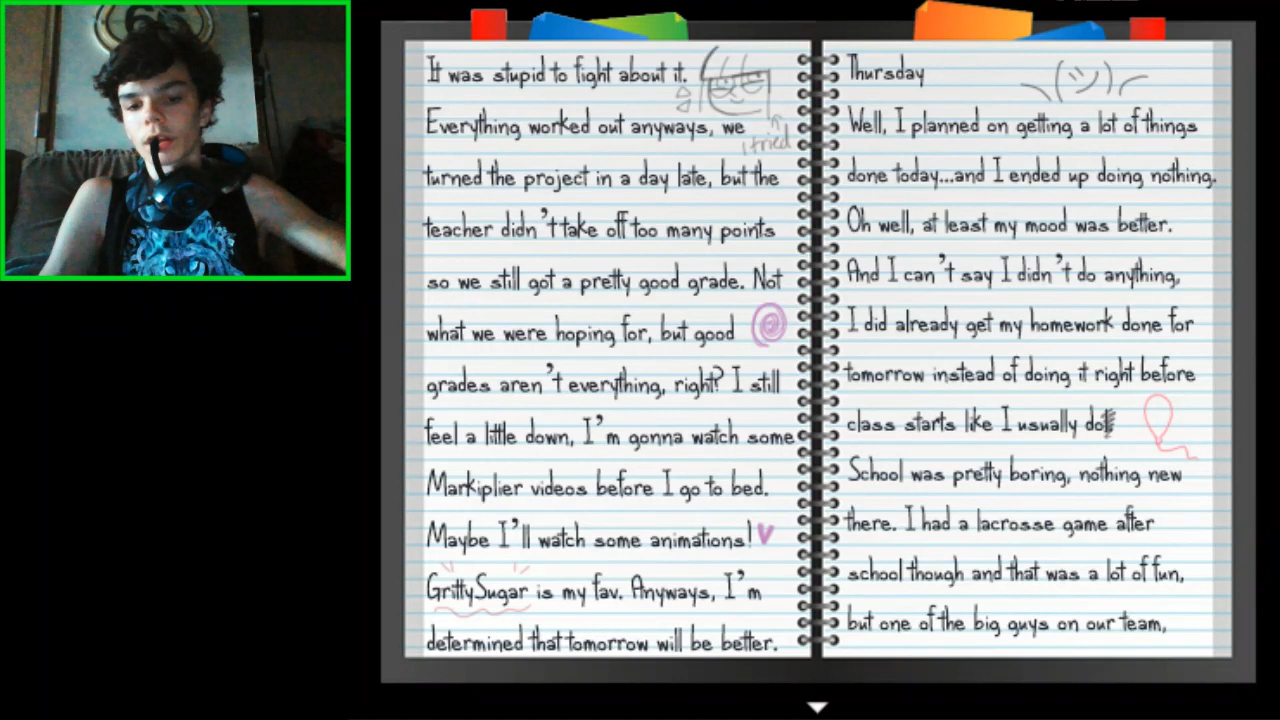 It was stupid to fight about it.
Everything worked out anyways, we
i tried
turned the project in a day late, but the
teacher didn't take off too many points
so we still got a pretty good grade. Not
what we were hoping for, but good
grades aren't everything, right? I still
feel a little down, I'm gonna watch some
Markiplier videos before I go to bed.
Maybe I'll watch some animations!
GrittySugar is my fav. Anyways, I'm
determined that tomorrow will be better.
Thursday
Well, I planned on getting a lot of things
done today...and I ended up doing nothing.
Oh well, at least my mood was better.
And I can't say I didn't do anything,
I did already get my homework done for
tomorrow instead of doing it right before
class starts like I usually do
School was pretty boring, nothing new
there. I had a lacrosse game after
school though and that was a lot of fun,
but one of the big guys on our team,